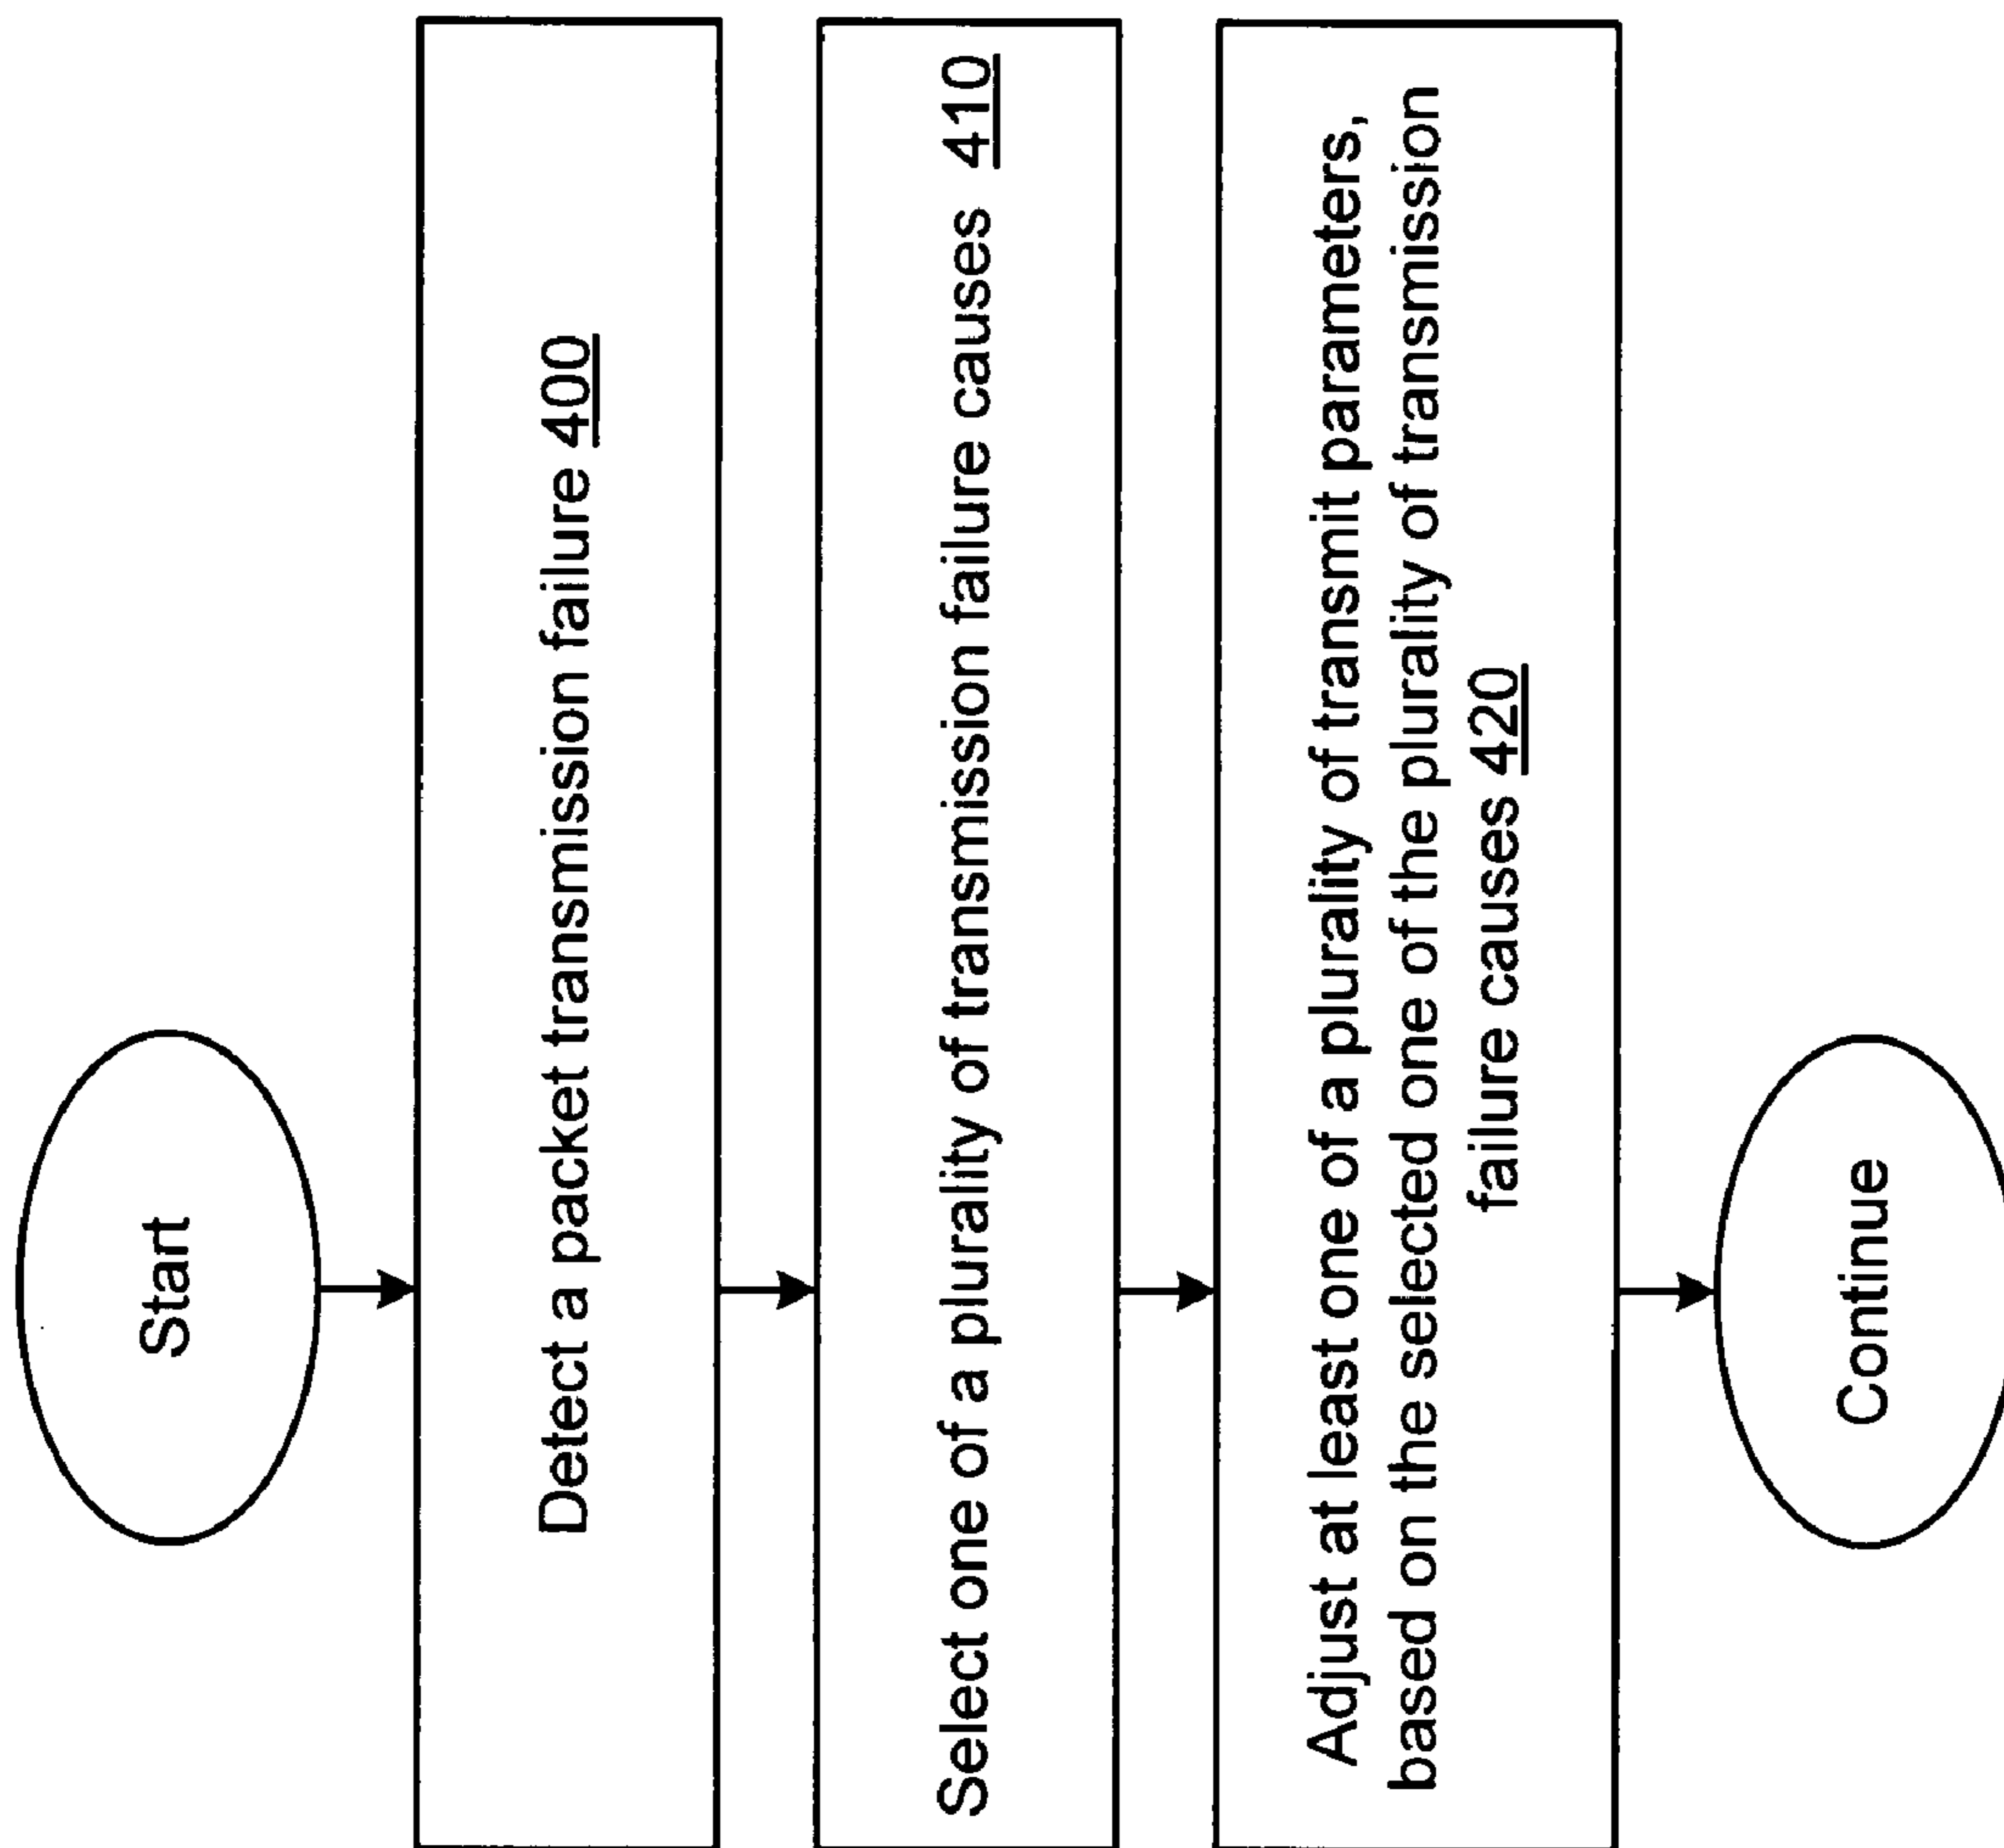 Start
Detect a packet transmission failure 400
Select one of a plurality of transmission failure causes 410
Adjust at least one of a plurality of transmit parameters,
based on the selected one of the plurality of transmission
failure causes 420
Continue